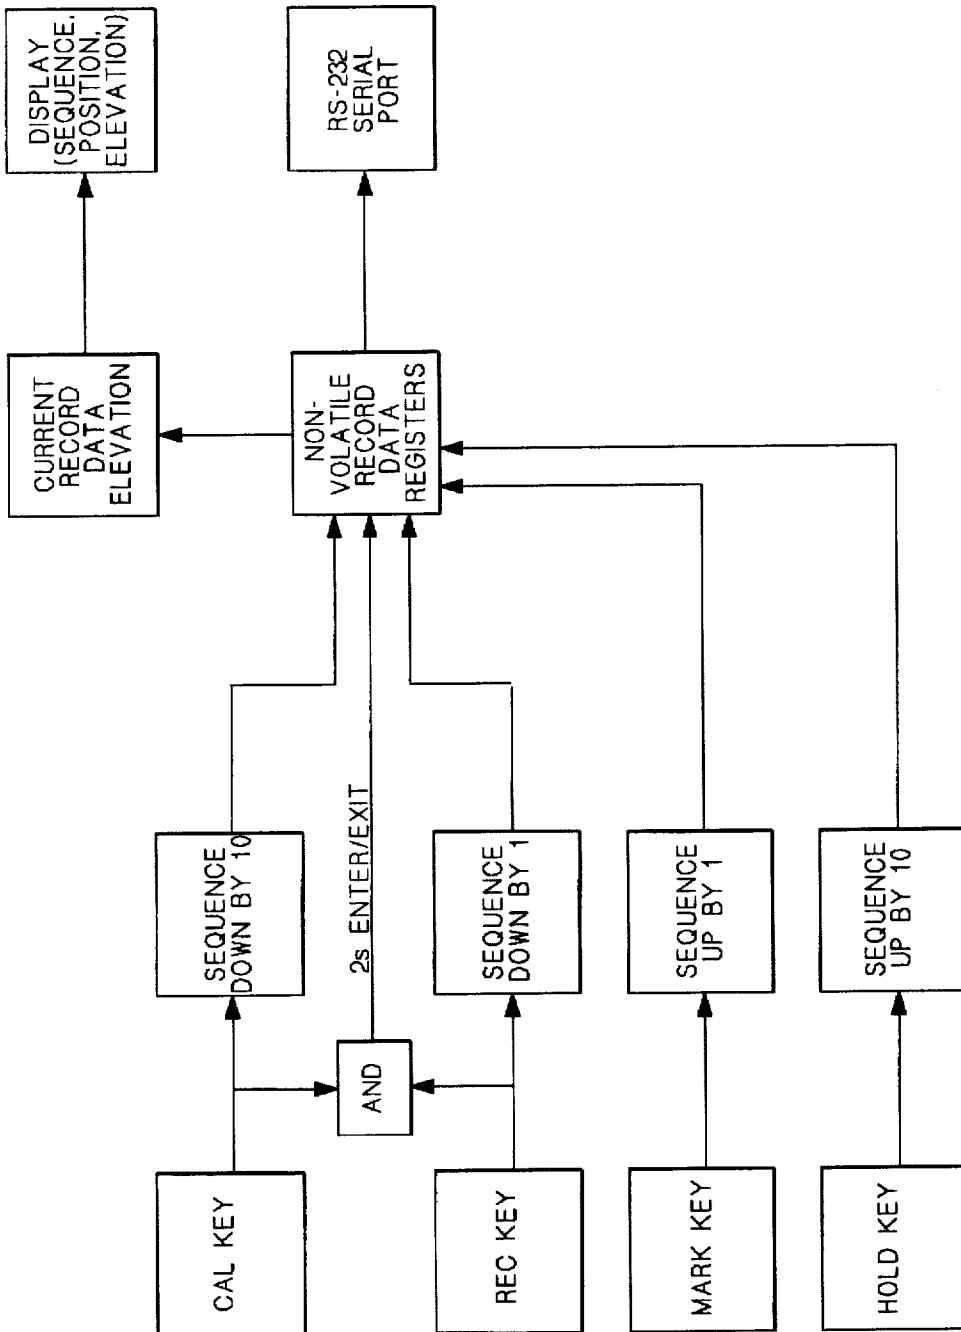 CAL KEY
REC KEY
MARK KEY
HOLD KEY
AND
SEQUENCE
DOWN BY 10
2s ENTER/EXIT
SEQUENCE
DOWN BY 1
SEQUENCE
UP BY 1
SEQUENCE
UP BY 10
CURRENT
RECORD
DATA
ELEVATION
NON-
VOLATILE
RECORD
DATA
REGISTERS
DISPLAY
(SEQUENCE,
POSITION,
ELEVATION)
RS-232
SERIAL
PORT